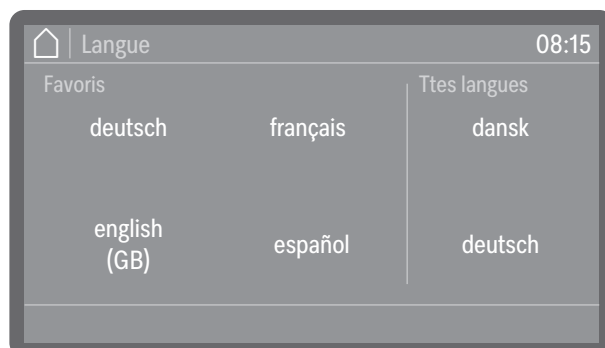 Langue 08:15
Favoris Ttes langues
deutsch français dansk
english
(GB) español deutsch